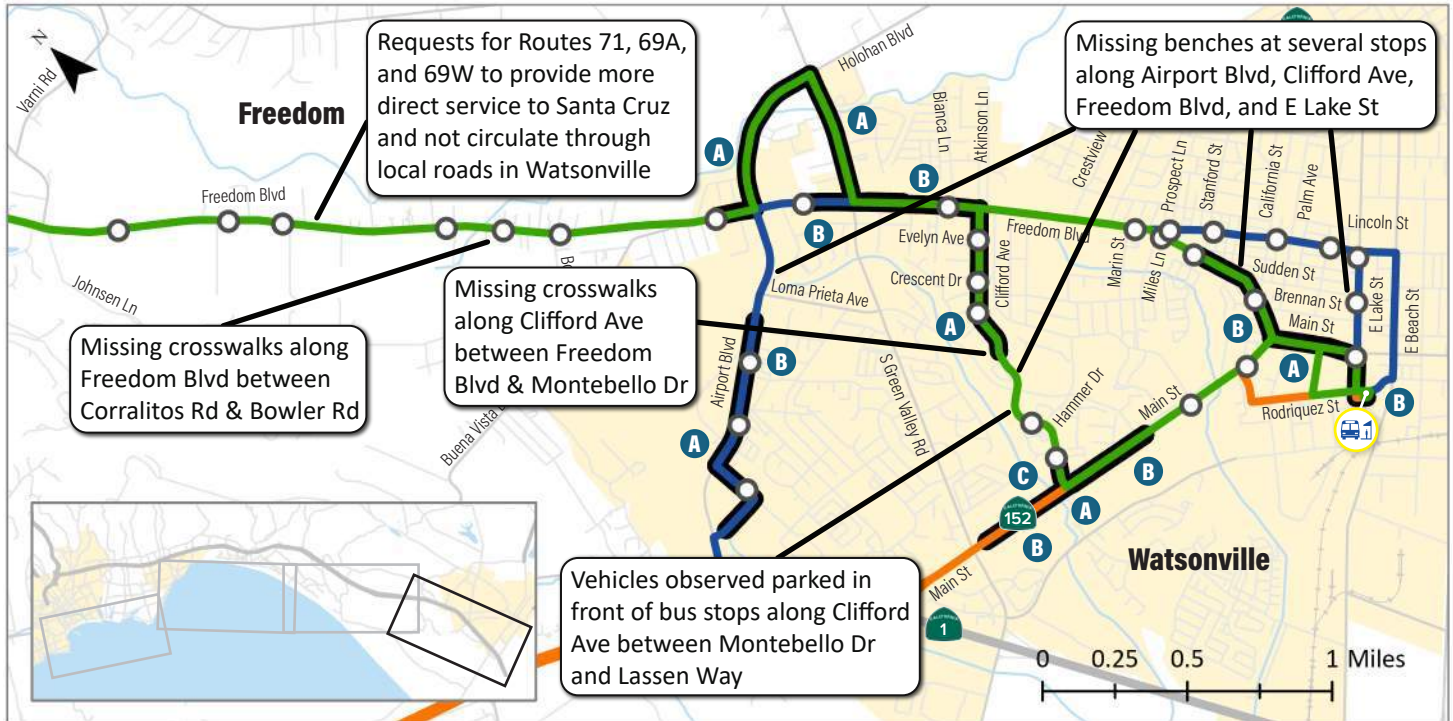 N
Varni Rd
Freedom
Requests for Routes 71, 69A,
and 69W to provide more
direct service to Santa Cruz
and not circulate through
local roads in Watsonville
Holohan Blvd
Missing benches at several stops
along Airport Blvd, Clifford Ave,
Freedom Blvd, and E Lake St
A
A
B
B
Bianca Ln
Atkinson Ln
Crestview
Prospect Ln
Stanford St
California St
Palm Ave
Lincoln St
Freedom Blvd
Freedom Blvd
Evelyn Ave
Crescent Dr
Clifford Ave
A
Marin St
Miles Ln
Sudden St
Brennan St
Main St
E Lake St
E Beach St
B
A
B
Rodriquez St
Johnsen Ln
Missing crosswalks along
Freedom Blvd between
Corralitos Rd & Bowler Rd
Missing crosswalks
along Clifford Ave
between Freedom
Blvd & Montebello Dr
Loma Prieta Ave
Airport Blvd
B
A
S Green Valley Rd
Hammer Dr
Main St
C
B
A
CALIFORNIA
152
B
Buena Vista
Main St
CALIFORNIA
1
Watsonville
Vehicles observed parked in
front of bus stops along Clifford
Ave between Montebello Dr
and Lassen Way
0 0.25 0.5 1 Miles